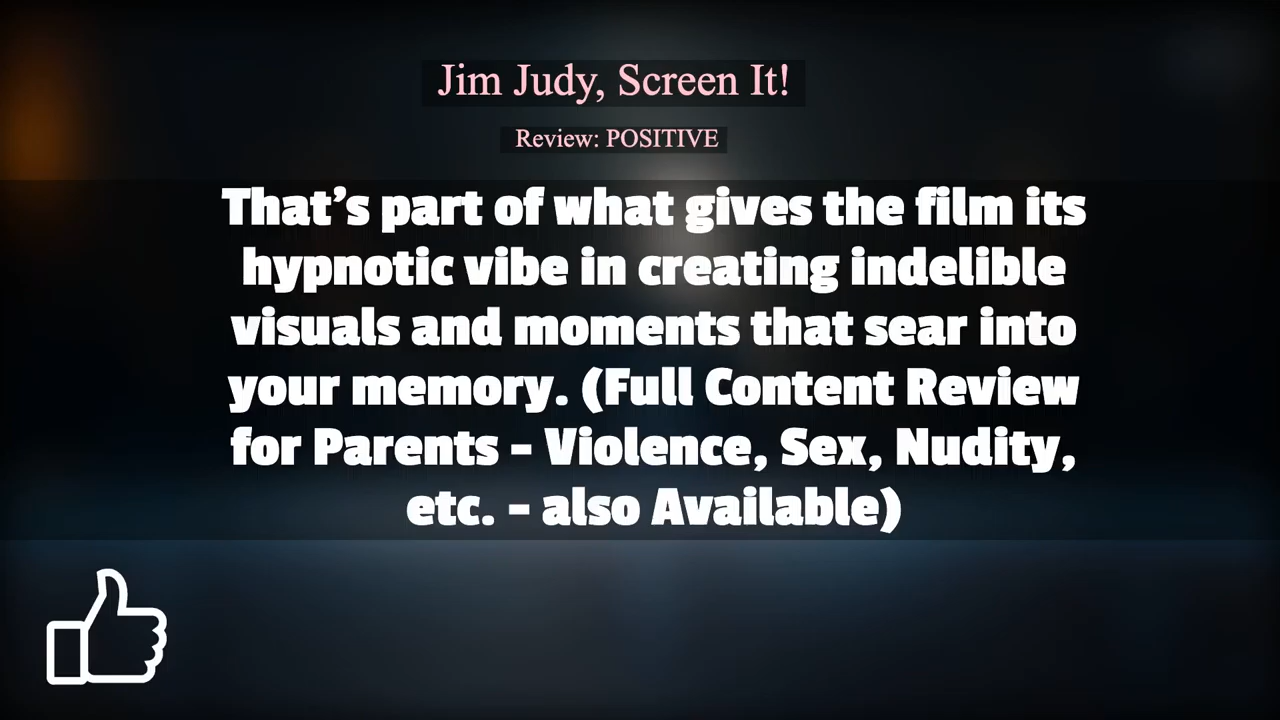 Jim Judy, Screen It!
Review: POSITIVE
That's part of what gives the film its
hypnotic vibe in creating indelible
visuals and moments that sear into
your memory. (Full Content Review
for Parents - Violence, Sex, Nudity,
etc. - also Available)